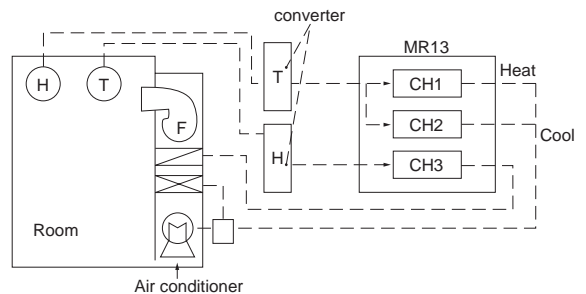 converter
MR13
H
T
T
CH1
Heat
F
CH2
Cool
H
CH3
Room
Air conditioner